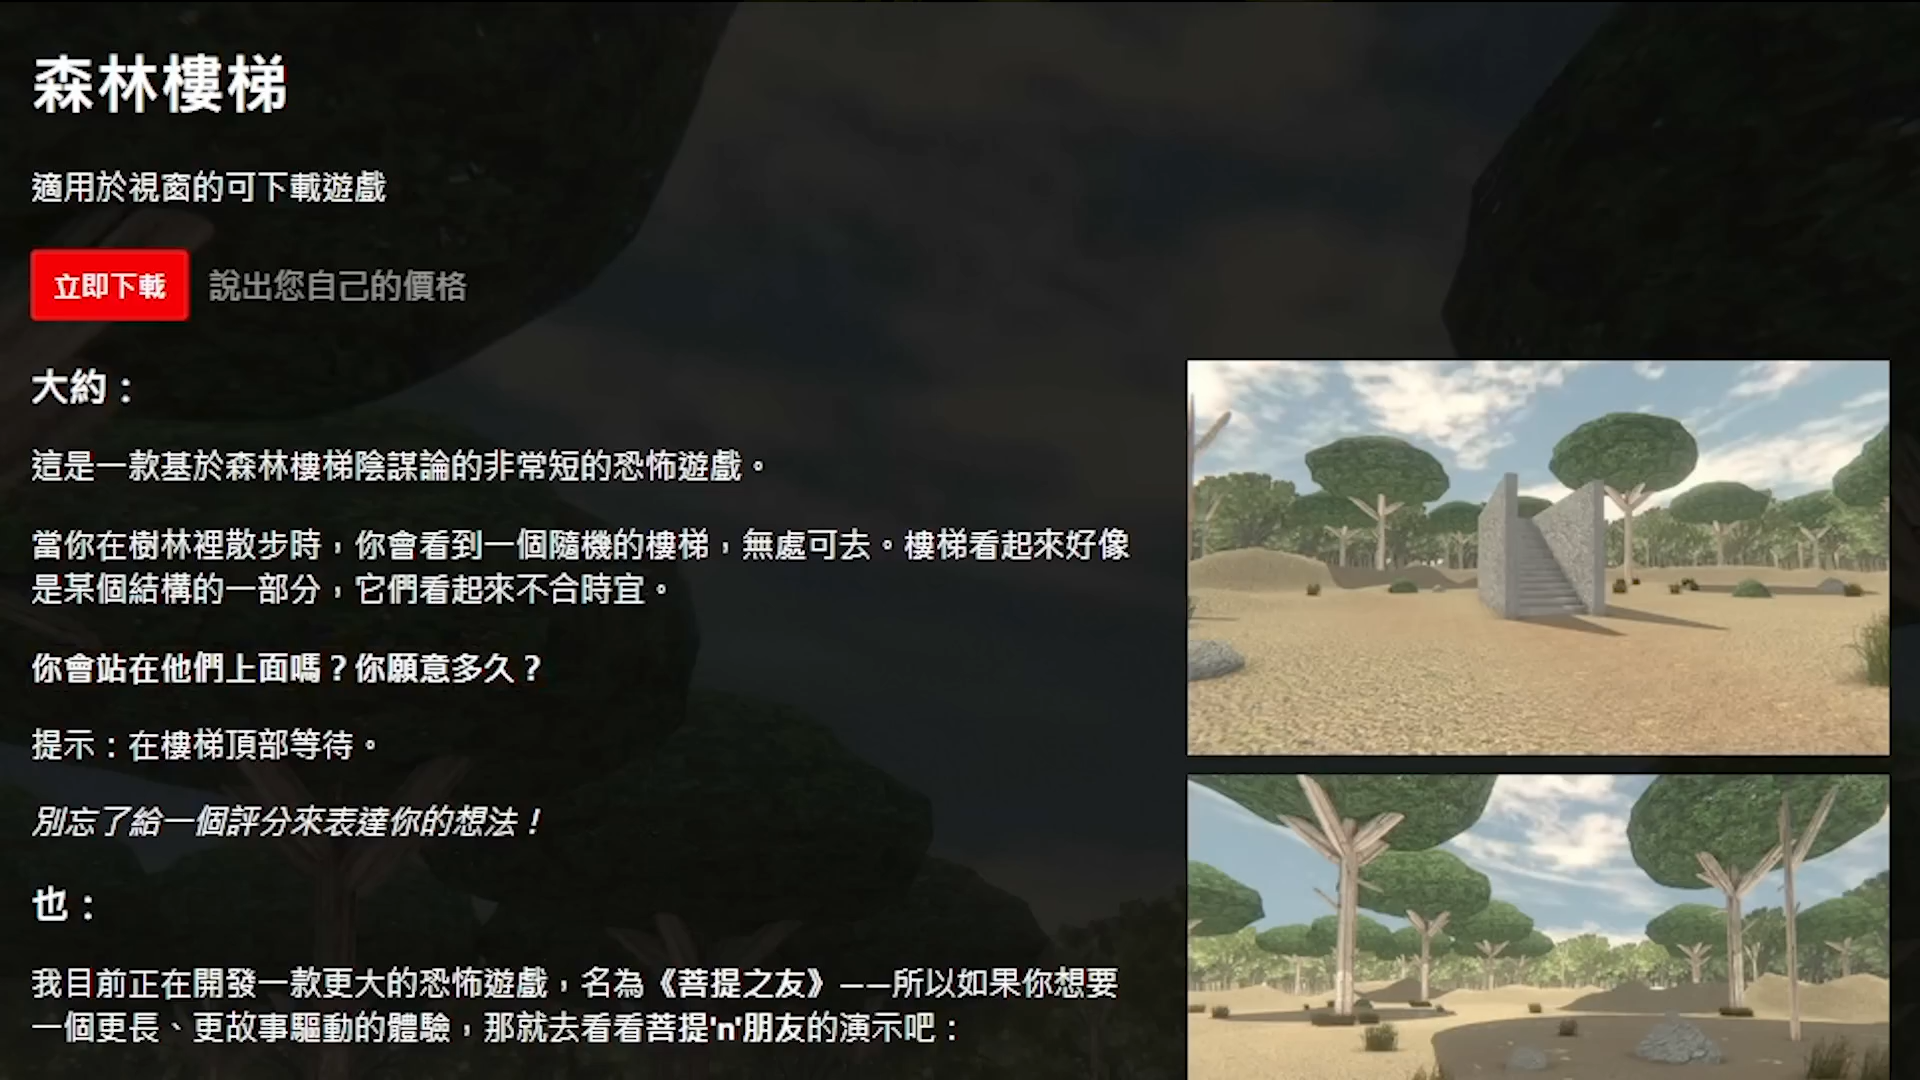 森林樓梯
適用於視窗的可下載遊戲
立即下載 說出您自己的價格
大約：
這是一款基於森林樓梯陰謀論的非常短的恐怖遊戲。
當你在樹林裡散步時，你會看到一個隨機的樓梯，無處可去。樓梯看起來好像
是某個結構的一部分，它們看起來不合時宜。
你會站在他們上面嗎？你願意多久？
提示：在樓梯頂部等待。
別忘了給一個評分來表達你的想法！
也：
我目前正在開發一款更大的恐怖遊戲，名為《菩提之友》——所以如果你想要
一個更長、更故事驅動的體驗，那就去看看菩提'n'朋友的演示吧：